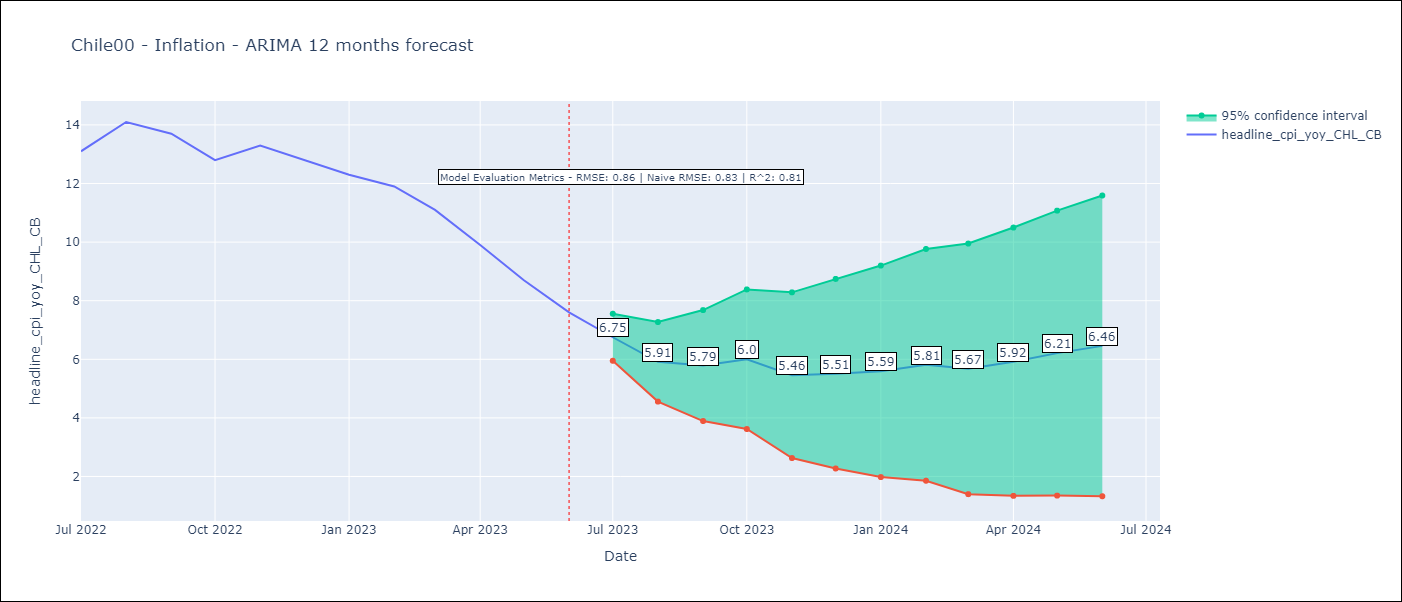 Chile00 - Inflation - ARIMA 12 months forecast
95% confidence interval
headline_cpi_yoy_CHL_CB
Model Evaluation Metrics - RMSE: 0.86 | Naive RMSE: 0.83 | R^2: 0.81
headline_cpi_yoy_CHL_CB
14
12
10
8
6
4
2
6.75
5.91
5.79
6.0
5.46
5.51
5.59
5.81
5.67
5.92
6.21
6.46
Jul 2022
Oct 2022
Jan 2023
Apr 2023
Jul 2023
Oct 2023
Jan 2024
Apr 2024
Jul 2024
Date